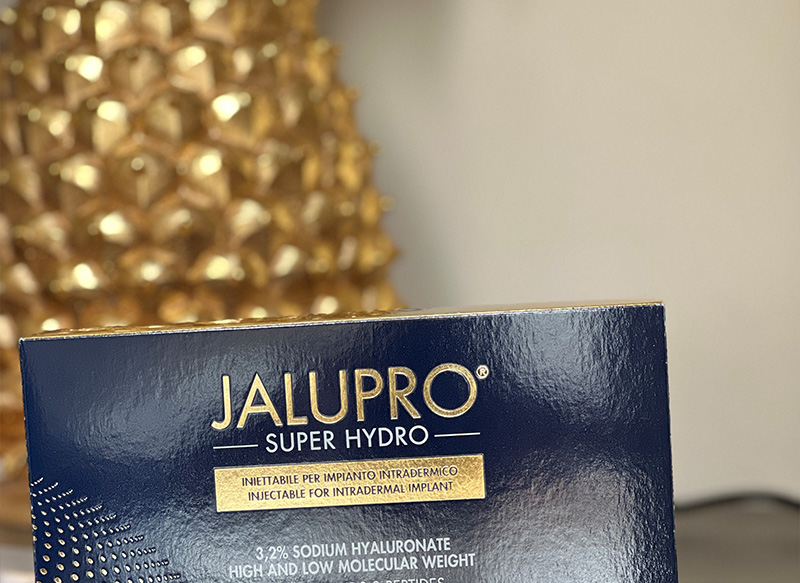 JALUPRO®
SUPER HYDRO
INIETTABILE PER IMPIANTO INTRADERMICO
INJECTABLE FOR INTRADERMAL IMPLANT
3,2% SODIUM HYALURONATE
HIGH AND LOW MOLECULAR WEIGHT
PEPTIDES